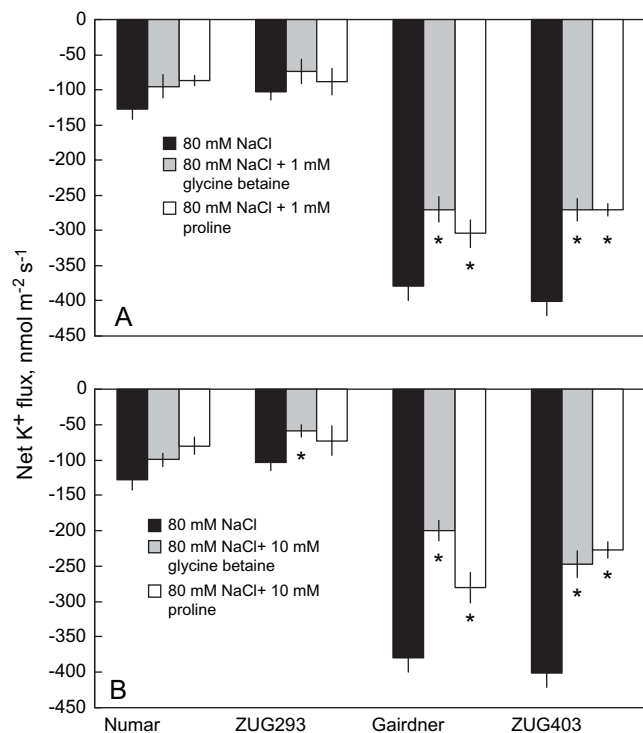 Net K⁺ flux, nmol m⁻² s⁻¹
0
-50
-100
-150
-200
-250
-300
-350
-400
-450
80 mM NaCl
80 mM NaCl + 1 mM
glycine betaine
80 mM NaCl + 1 mM
proline
* * * *
A
0
-50
-100
-150
-200
-250
-300
-350
-400
-450
80 mM NaCl
80 mM NaCl+ 10 mM
glycine betaine
80 mM NaCl+ 10 mM
proline
* * * * *
B
Numar ZUG293 Gairdner ZUG403